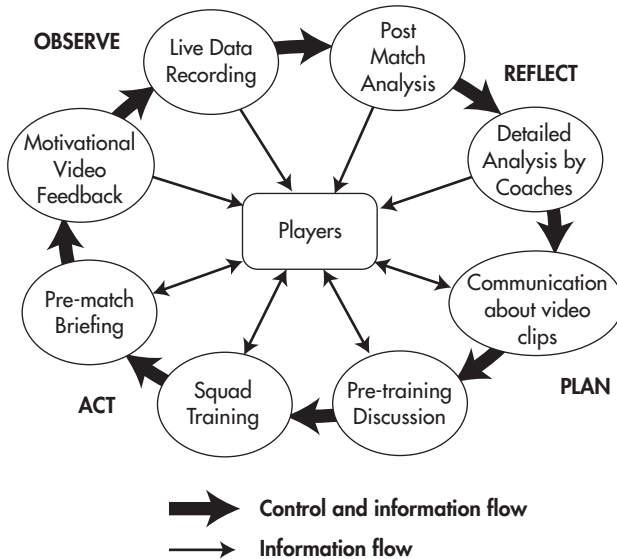 OBSERVE
Live Data
Recording
Post
Match
Analysis
REFLECT
Detailed
Analysis by
Coaches
Motivational
Video
Feedback
Players
Pre-match
Briefing
Communication
about video
clips
ACT
Squad
Training
Pre-training
Discussion
PLAN
Control and information flow
Information flow